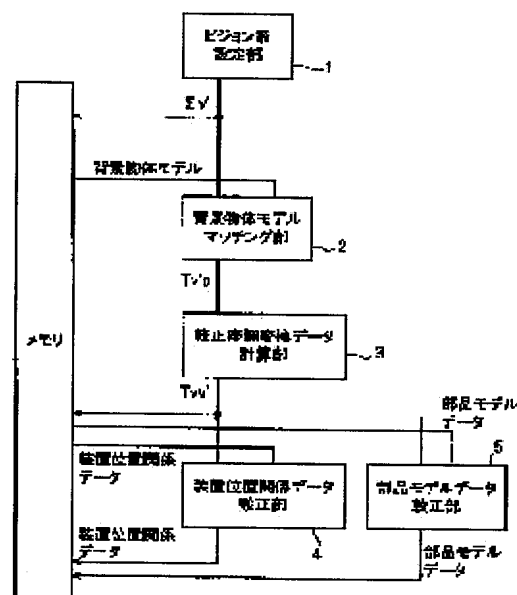 ビジョン系
設定部
1
Σv'
背景物体モデル
背景物体モデル
マッチング部
2
Tv'o
メモリ
較正座標変換データ
計算部
3
Tvv'
部品モデル
データ
装置位置関係
データ
装置位置関係データ
較正部
4
部品モデルデータ
較正部
5
装置位置関係
データ
部品モデル
データ